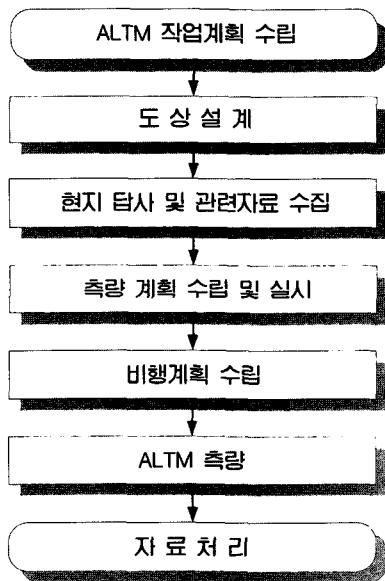 ALTM 작업계획 수립
도 상 설 계
현지 답사 및 관련자료 수집
측량 계획 수립 및 실시
비행계획 수립
ALTM 측량
자 료 처 리